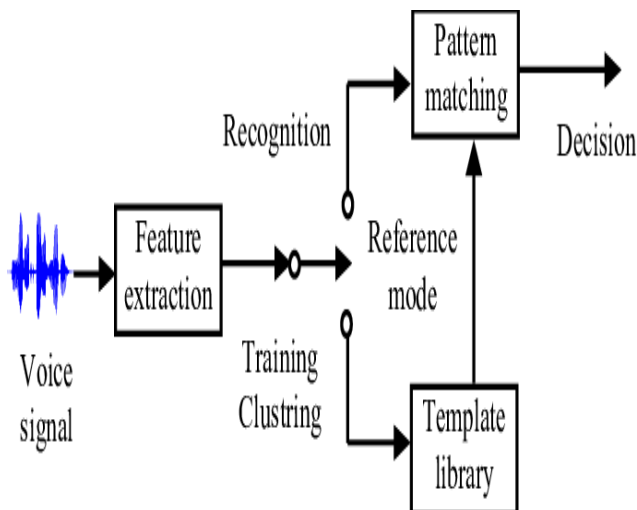 Pattern
matching
Recognition
Decision
Feature
extraction
Reference
mode
Voice
signal
Training
Clustring
Template
library